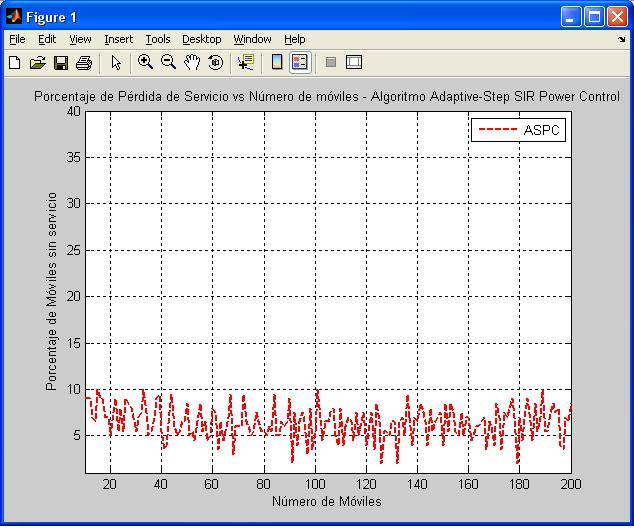 Figure 1
File Edit View Insert Tools Desktop Window Help
Porcentaje de Pérdida de Servicio vs Número de móviles - Algoritmo Adaptive-Step SIR Power Control
ASPC
Porcentaje de Móviles sin servicio
40
35
30
25
20
15
10
5
20 40 60 80 100 120 140 160 180 200
Número de Móviles